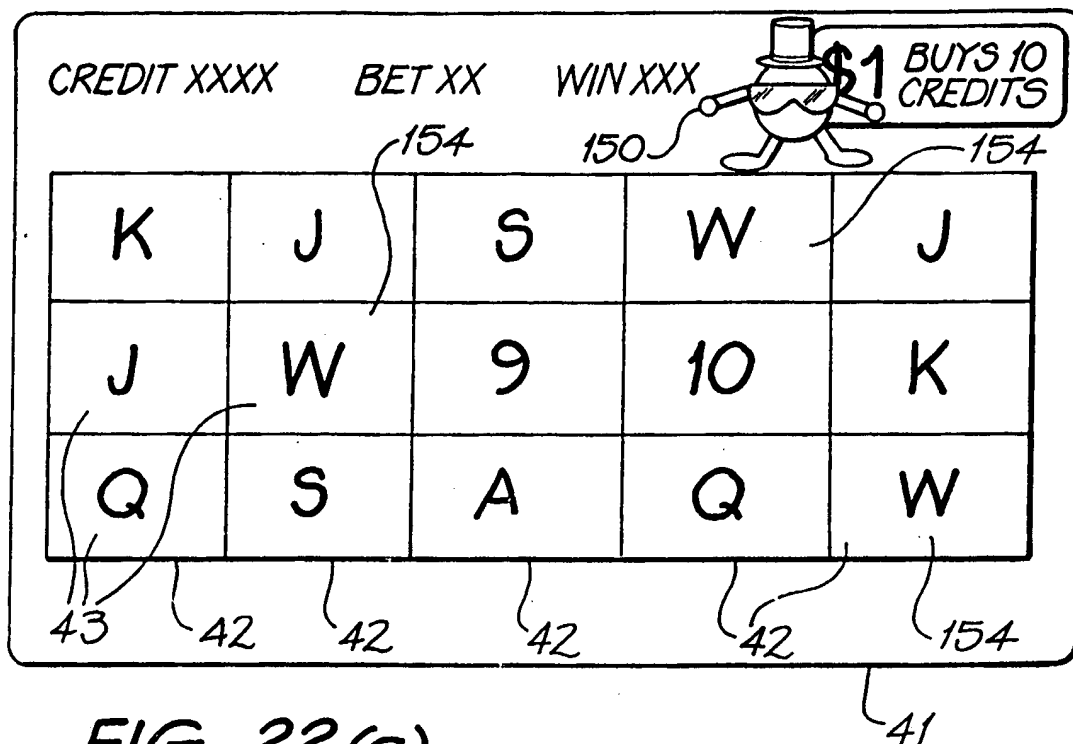 CREDIT XXXX BET XX WIN XXX $1 BUYS 10
CREDITS
154 150 154
K J S W J
J W 9 10 K
Q S A Q W
43 42 42 42 42 154
41